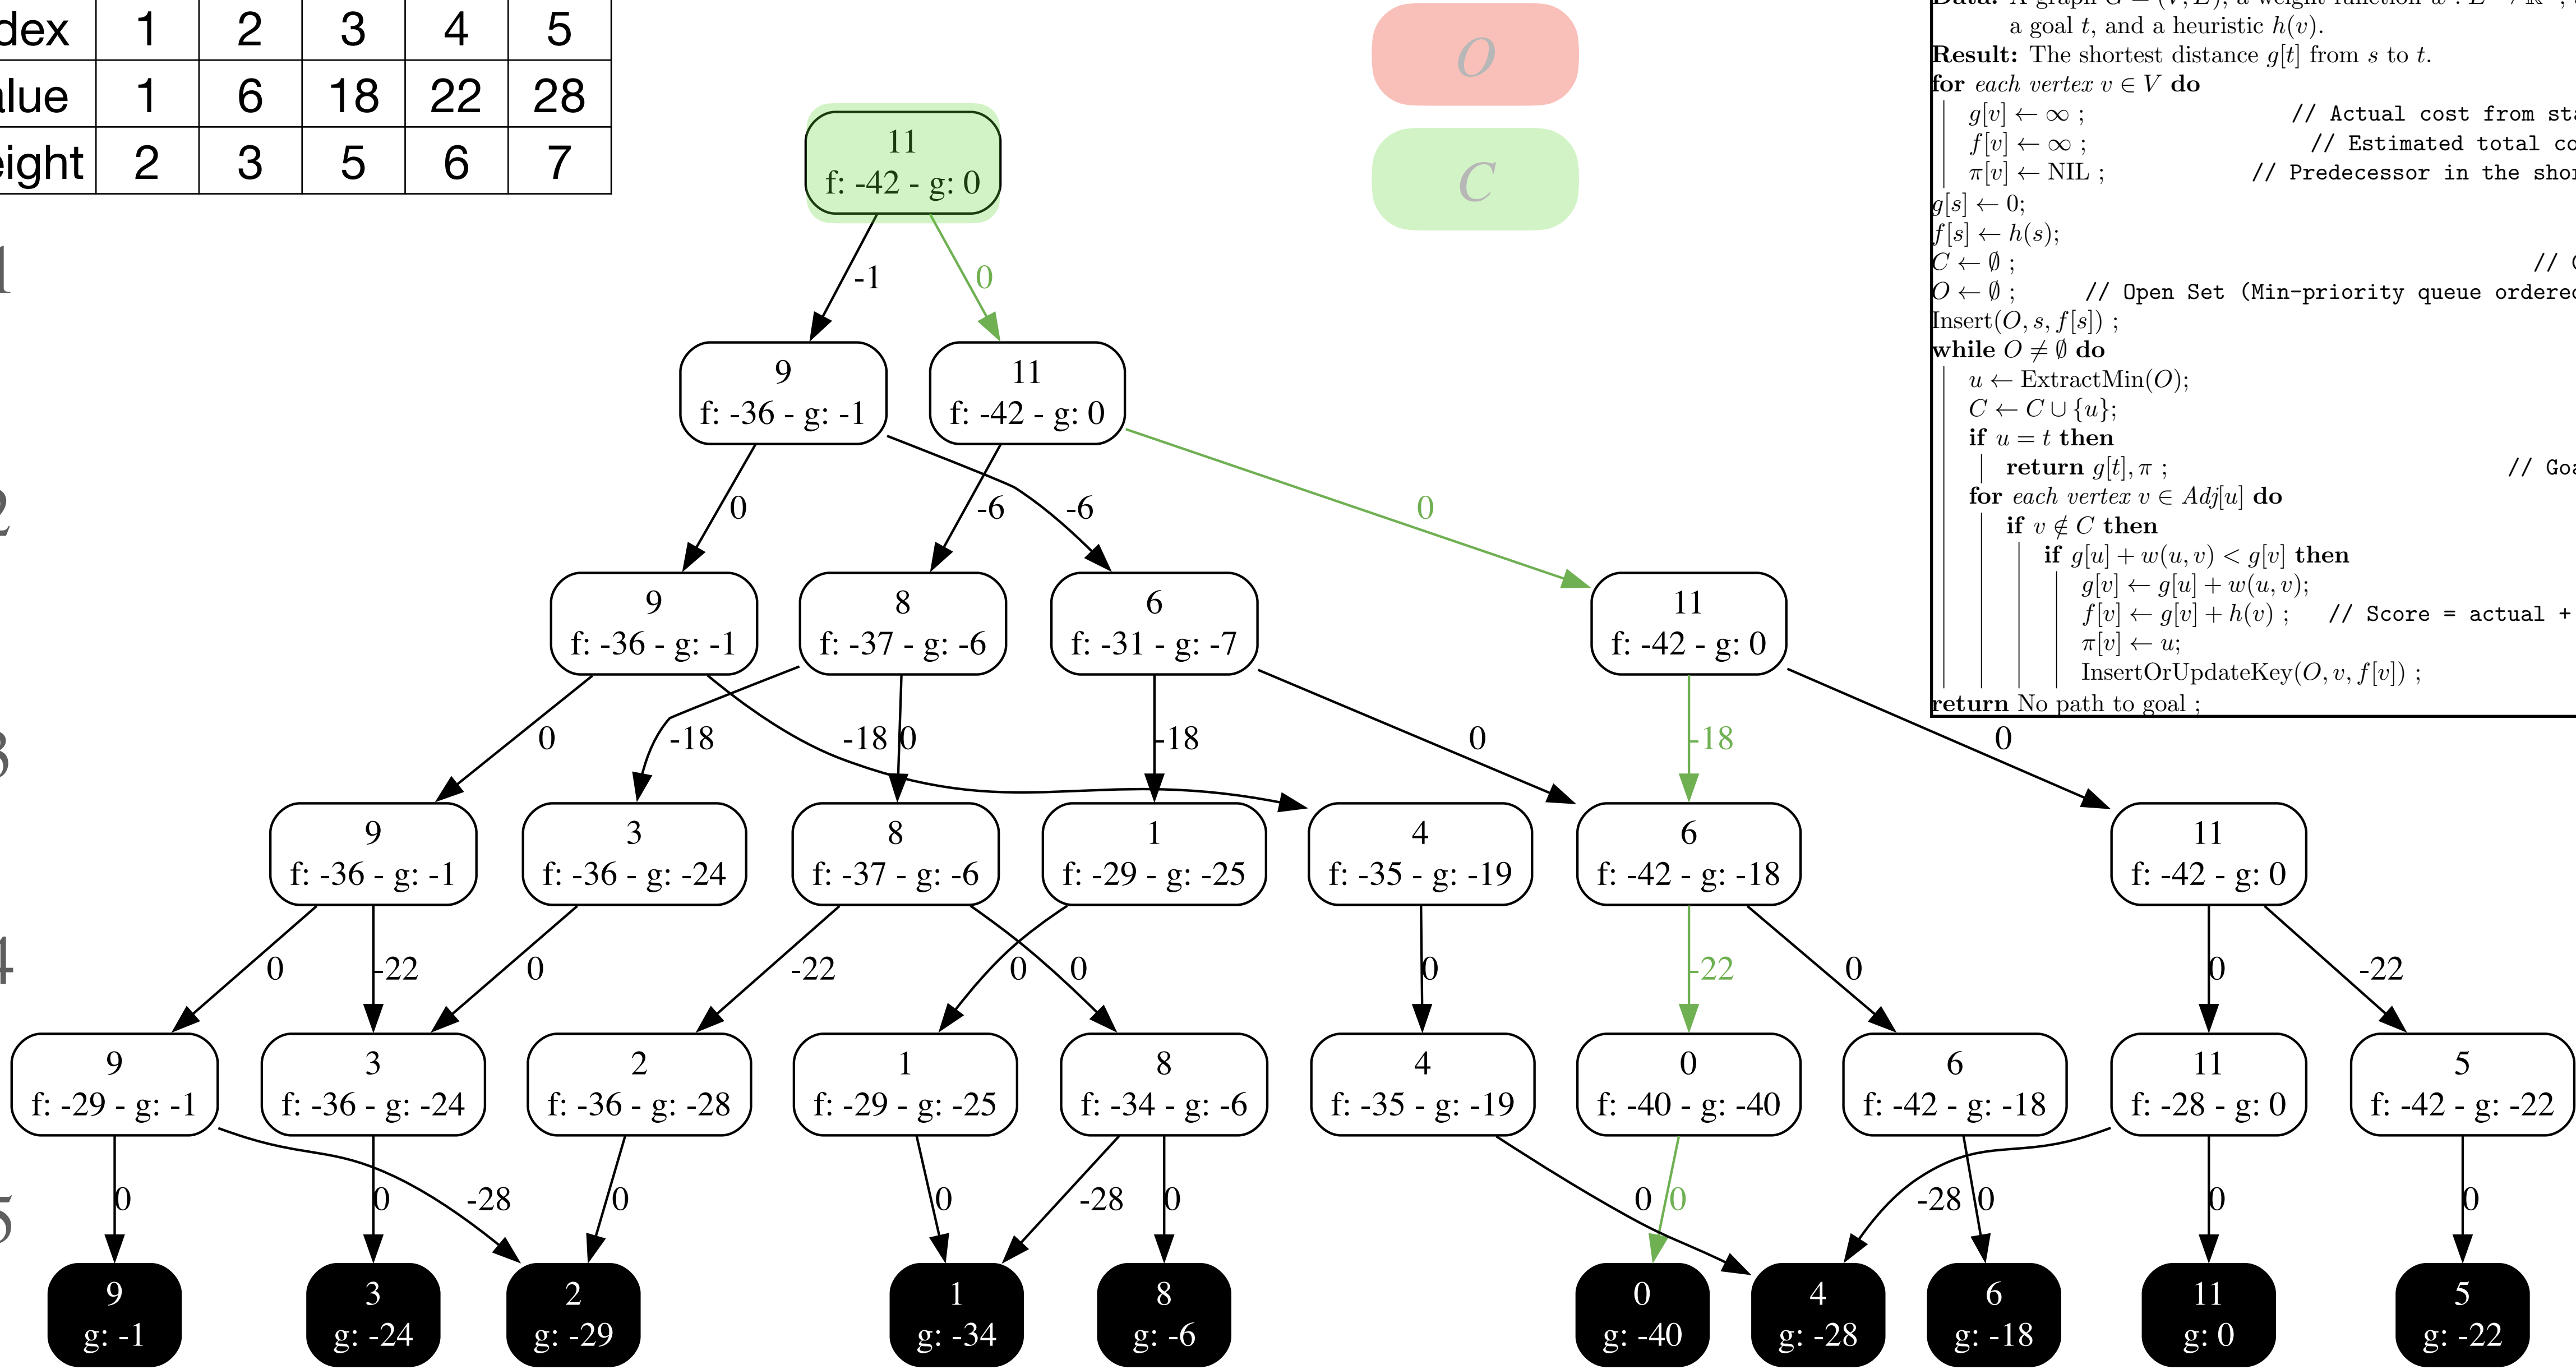 dex 1 2 3 4 5
alue 1 6 18 22 28
eight 2 3 5 6 7
O
C
a goal t, and a heuristic h(v).
Result: The shortest distance g[t] from s to t.
for each vertex v ∈ V do
g[v] ← ∞ ; // Actual cost from sta
f[v] ← ∞ ; // Estimated total co
π[v] ← NIL ; // Predecessor in the shor
g[s] ← 0;
f[s] ← h(s);
C ← ∅ ; //
O ← ∅ ; // Open Set (Min-priority queue ordered
Insert(O, s, f[s]) ;
while O ≠ ∅ do
u ← ExtractMin(O);
C ← C ∪ {u};
if u = t then
return g[t], π ; // Goa
for each vertex v ∈ Adj[u] do
if v ∉ C then
if g[u] + w(u, v) < g[v] then
g[v] ← g[u] + w(u, v);
f[v] ← g[v] + h(v) ; // Score = actual +
π[v] ← u;
InsertOrUpdateKey(O, v, f[v]) ;
return No path to goal ;
11
f: -42 - g: 0
1
-1 0
9 11
f: -36 - g: -1 f: -42 - g: 0
2
0 -6 -6 0
9 8 6 11
f: -36 - g: -1 f: -37 - g: -6 f: -31 - g: -7 f: -42 - g: 0
3
0 -18 -18 0 -18 0 -18 0
9 3 8 1 4 6 11
f: -36 - g: -1 f: -36 - g: -24 f: -37 - g: -6 f: -29 - g: -25 f: -35 - g: -19 f: -42 - g: -18 f: -42 - g: 0
4
0 -22 0 -22 0 0 0 -22 0 0 -22
9 3 2 1 8 4 0 6 11 5
f: -29 - g: -1 f: -36 - g: -24 f: -36 - g: -28 f: -29 - g: -25 f: -34 - g: -6 f: -35 - g: -19 f: -40 - g: -40 f: -42 - g: -18 f: -28 - g: 0 f: -42 - g: -22
5
0 0 -28 0 0 -28 0 0 0 -28 0 0 0
9 3 2 1 8 0 4 6 11 5
g: -1 g: -24 g: -29 g: -34 g: -6 g: -40 g: -28 g: -18 g: 0 g: -22